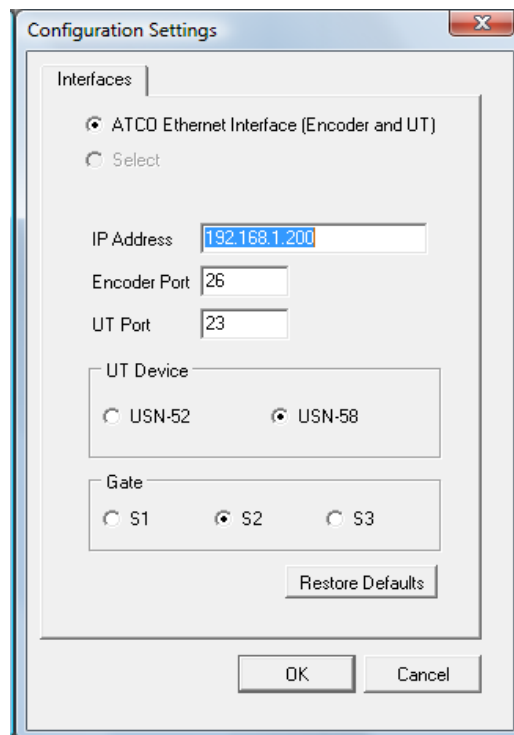 Configuration Settings
Interfaces
ATCO Ethernet Interface (Encoder and UT)
Select
IP Address 192.168.1.200
Encoder Port 26
UT Port 23
UT Device
USN-52 USN-58
Gate
S1 S2 S3
Restore Defaults
OK Cancel